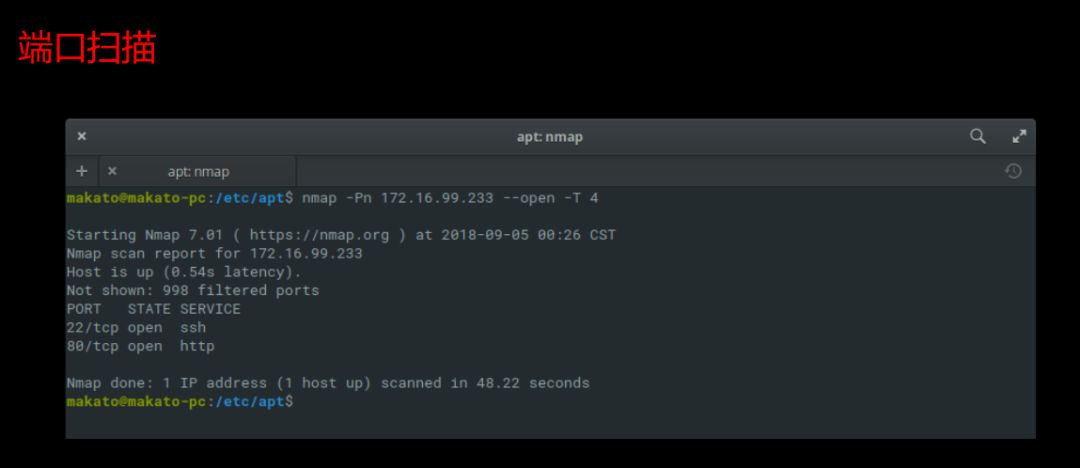 端口扫描
apt: nmap
apt: nmap
makato@makato-pc:/etc/apt$ nmap -Pn 172.16.99.233 --open -T 4
Starting Nmap 7.01 ( https://nmap.org ) at 2018-09-05 00:26 CST
Nmap scan report for 172.16.99.233
Host is up (0.54s latency).
Not shown: 998 filtered ports
PORT   STATE SERVICE
22/tcp open  ssh
80/tcp open  http
Nmap done: 1 IP address (1 host up) scanned in 48.22 seconds
makato@makato-pc:/etc/apt$